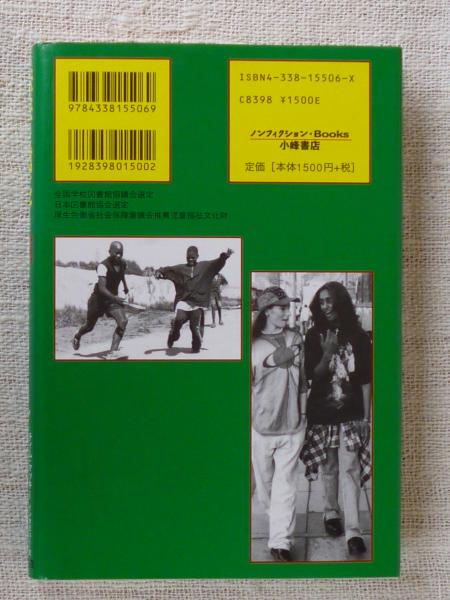 9784338155069
1928398015002
ISBN4-338-15506-X
C8398 ¥1500E
ノンフィクション・Books
小峰書店
定価 [本体1500円+税]
全国学校図書館協議会選定
日本図書館協会選定
厚生労働省社会保障審議会推薦児童福祉文化財